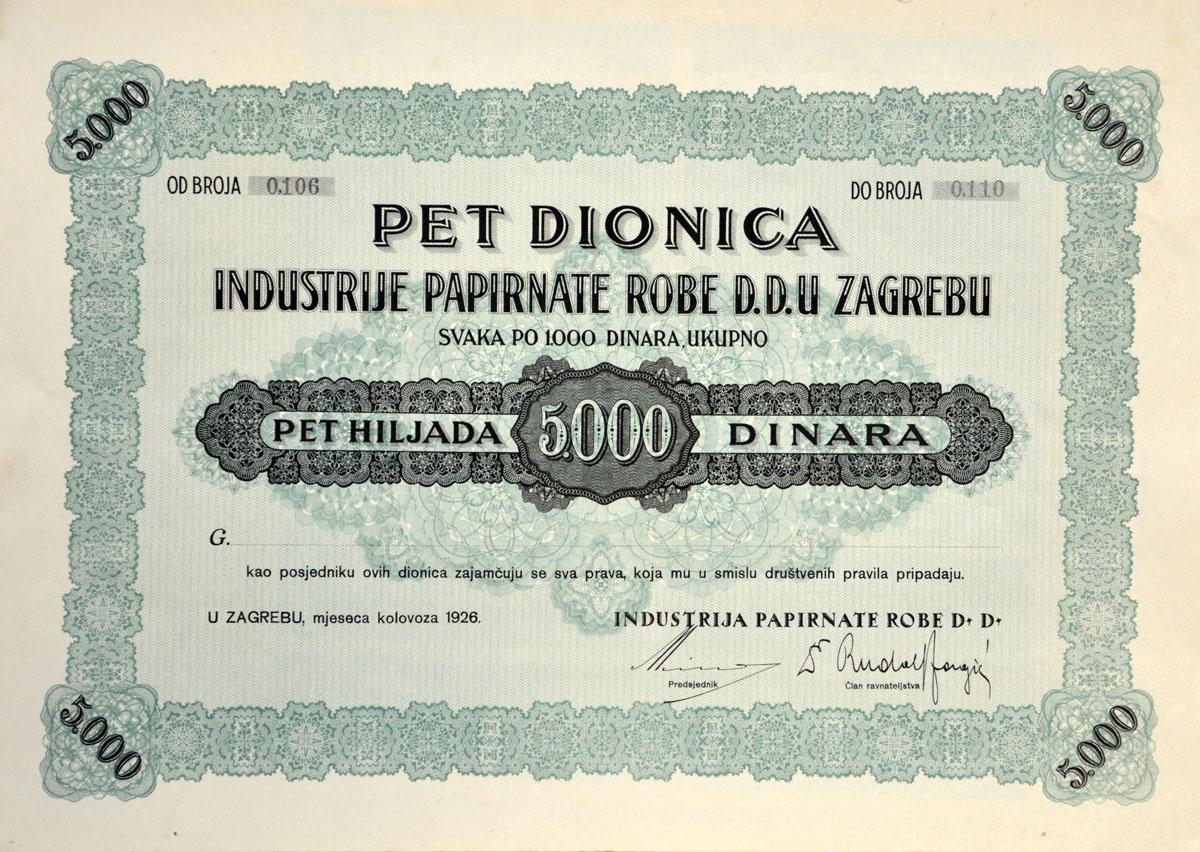 5.000
5.000
OD BROJA 0.106
DO BROJA 0.110
PET DIONICA
INDUSTRIJE PAPIRNATE ROBE D.D. U ZAGREBU
SVAKA PO 1.000 DINARA, UKUPNO
PET HILJADA 5.000 DINARA
G.
kao posjedniku ovih dionica zajamčuju se sva prava, koja mu u smislu društvenih pravila pripadaju.
U ZAGREBU, mjeseca kolovoza 1926.
INDUSTRIJA PAPIRNATE ROBE D. D.
Dr Rudolf
Predsjednik
Član ravnateljstva
5.000
5.000